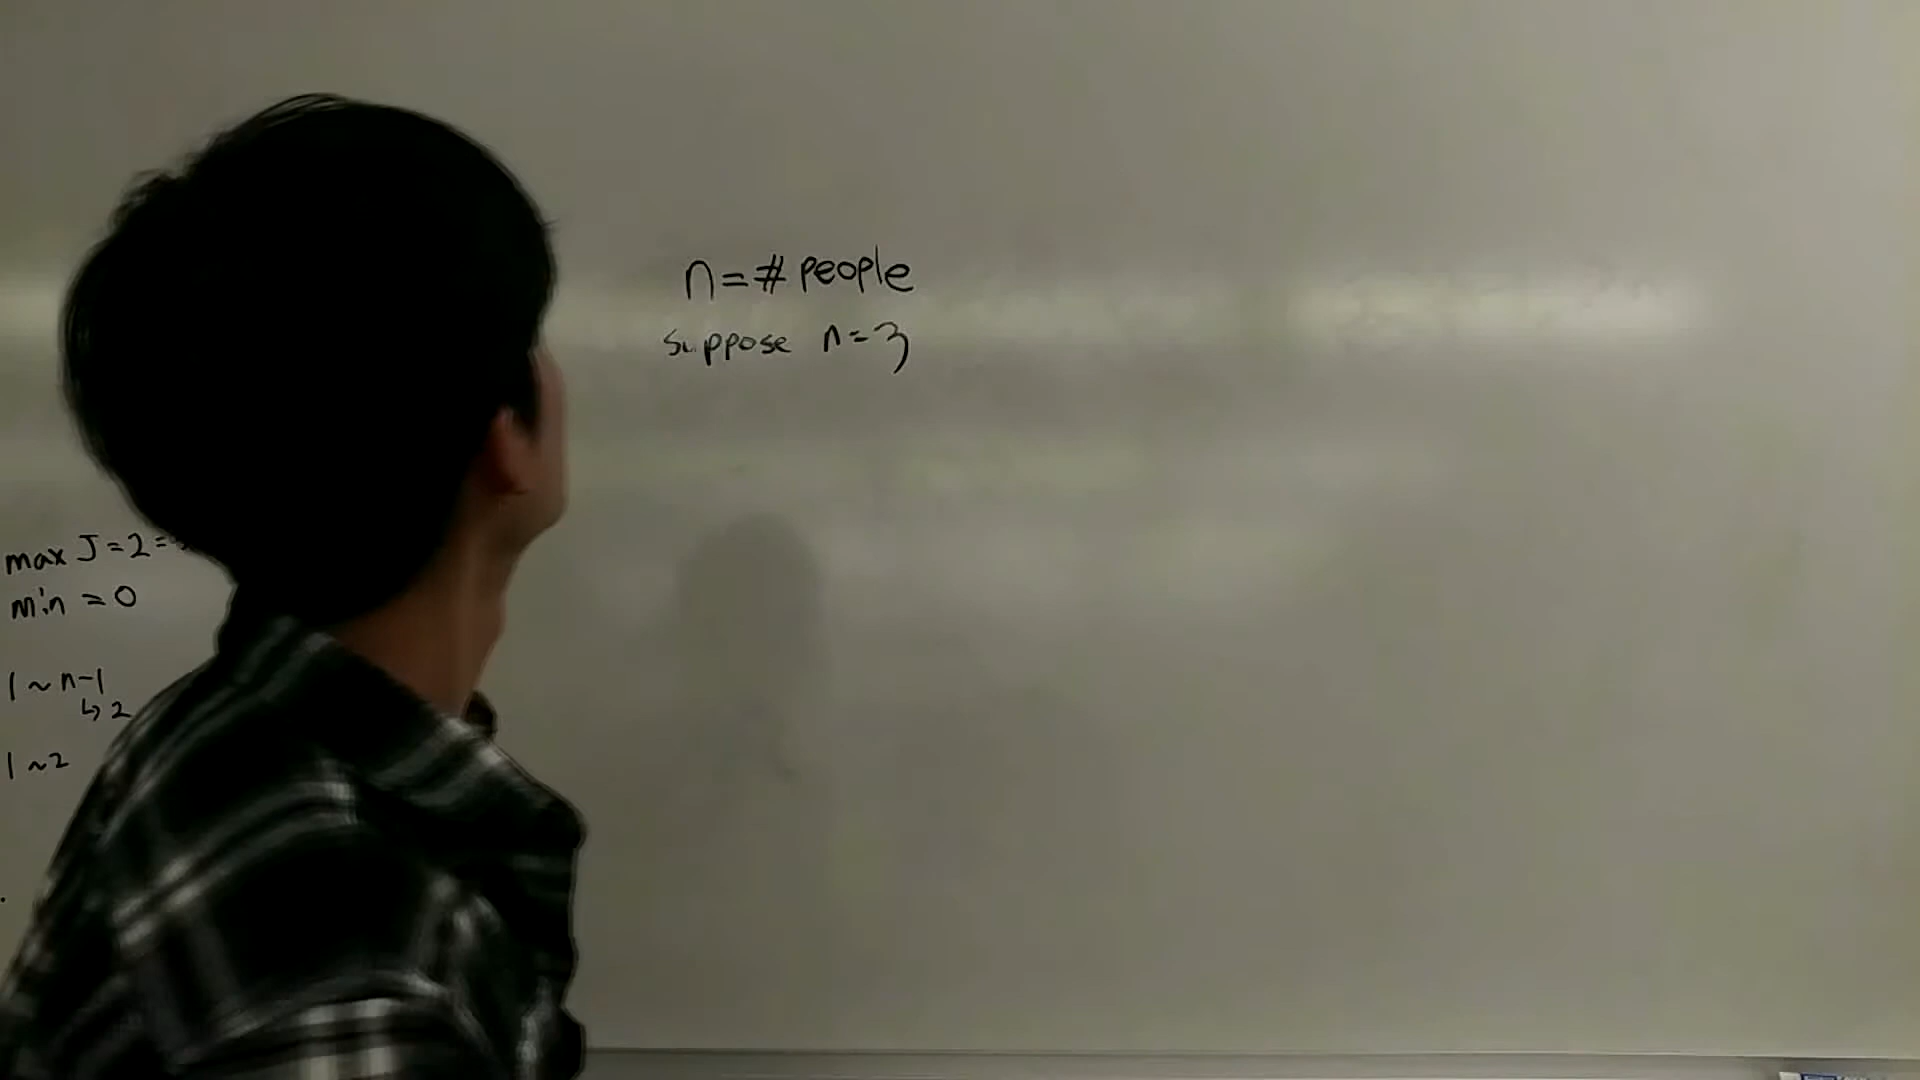 n = # people
suppose n = 3
max J = 2 =
min = 0
1 ~ n-1
↳ 2
1 ~ 2